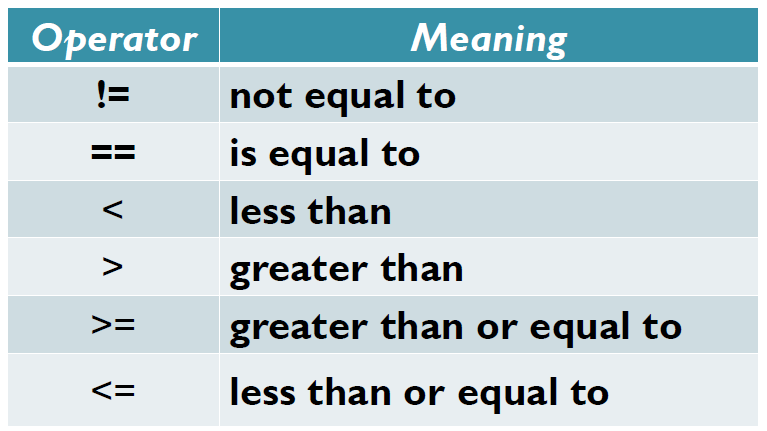 Operator Meaning
!= not equal to
== is equal to
< less than
> greater than
>= greater than or equal to
<= less than or equal to